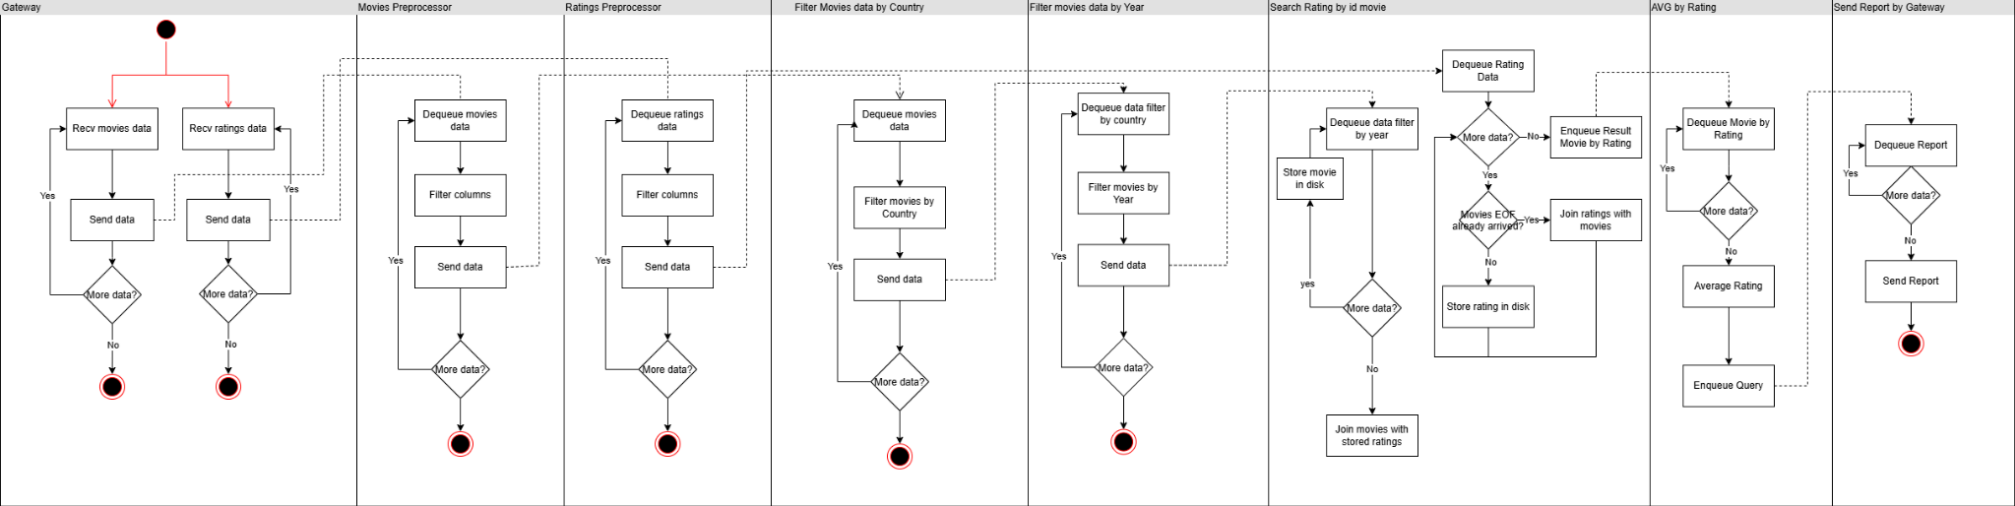 Gateway
Movies Preprocessor
Ratings Preprocessor
Filter Movies data by Country
Filter movies data by Year
Search Rating by id movie
AVG by Rating
Send Report by Gateway
Recv movies data
Recv ratings data
Yes
Yes
Send data
Send data
More data?
More data?
No
No
Dequeue movies
data
Filter columns
Yes
Send data
More data?
Dequeue ratings
data
Filter columns
Yes
Send data
More data?
Dequeue movies
data
Filter movies by
Country
Yes
Send data
More data?
Dequeue data filter
by country
Filter movies by
Year
Yes
Send data
More data?
Dequeue data filter
by year
Store movie
in disk
yes
More data?
No
Join movies with
stored ratings
Dequeue Rating
Data
More data?
No
Enqueue Result
Movie by Rating
Yes
Movies EOF
already arrived?
Yes
Join ratings with
movies
No
Store rating in disk
Dequeue Movie by
Rating
Yes
More data?
No
Average Rating
Enqueue Query
Dequeue Report
Yes
More data?
No
Send Report